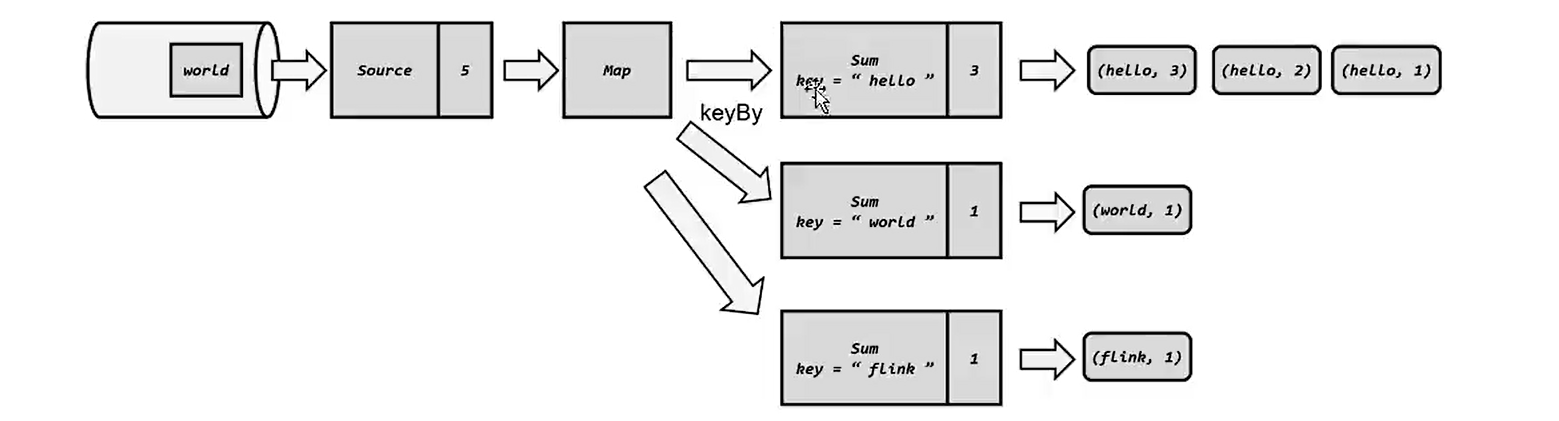 world
Source
5
Map
keyBy
Sum
key = “ hello ”
3
(hello, 3)
(hello, 2)
(hello, 1)
Sum
key = “ world ”
1
(world, 1)
Sum
key = “ flink ”
1
(flink, 1)